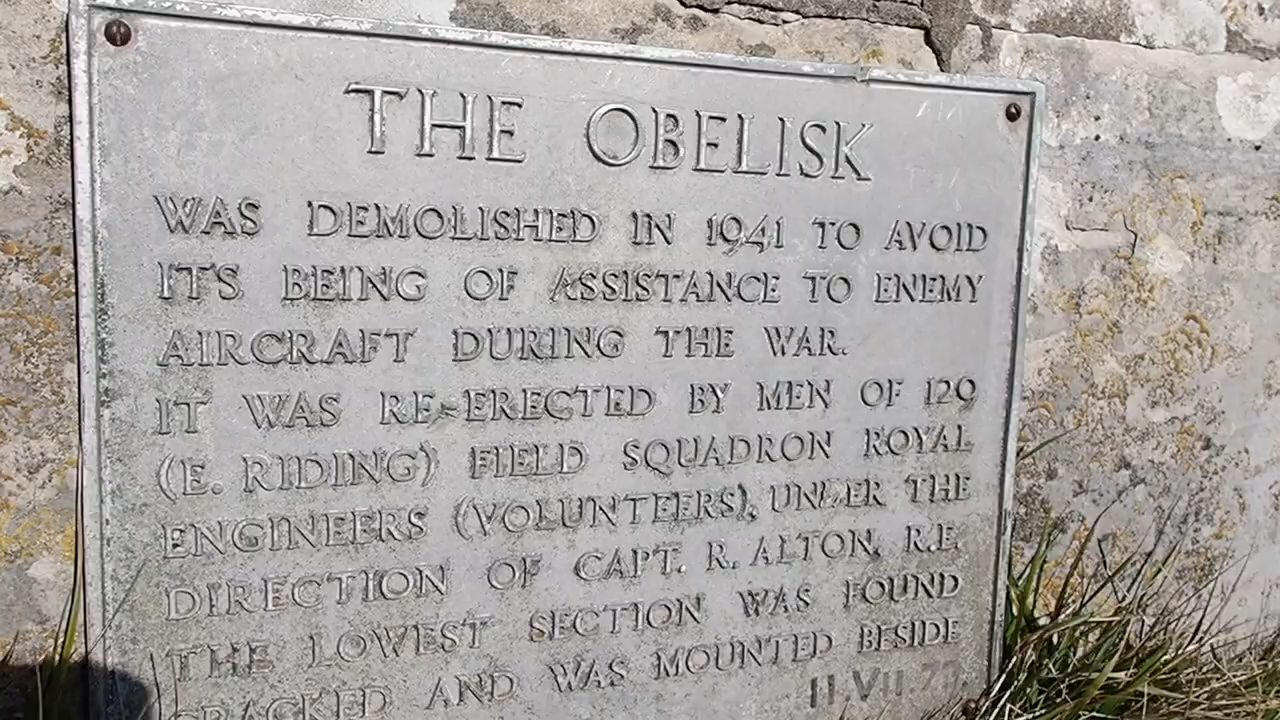 THE OBELISK
WAS DEMOLISHED IN 1941 TO AVOID
IT'S BEING OF ASSISTANCE TO ENEMY
AIRCRAFT DURING THE WAR.
IT WAS RE-ERECTED BY MEN OF 129
(E. RIDING) FIELD SQUADRON ROYAL
ENGINEERS (VOLUNTEERS), UNDER THE
DIRECTION OF CAPT. R. ALTON, R.E.
THE LOWEST SECTION WAS FOUND
CRACKED AND WAS MOUNTED BESIDE